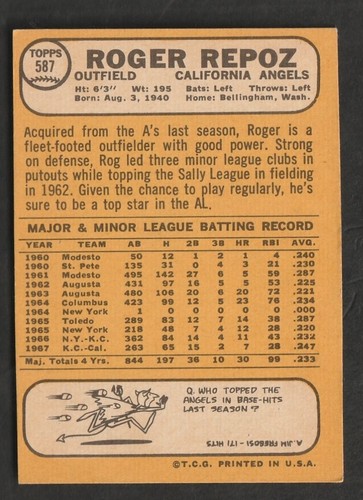 TOPPS
587
ROGER REPOZ
OUTFIELD CALIFORNIA ANGELS
Ht: 6'3" Wt: 195 Bats: Left Throws: Left
Born: Aug. 3, 1940 Home: Bellingham, Wash.
Acquired from the A's last season, Roger is a
fleet-footed outfielder with good power. Strong
on defense, Rog led three minor league clubs in
putouts while topping the Sally League in fielding
in 1962. Given the chance to play regularly, he's
sure to be a top star in the AL.
MAJOR & MINOR LEAGUE BATTING RECORD
YEAR TEAM AB H 2B 3B HR RBI AVG.
1960 Modesto 50 12 1 2 1 4 .240
1960 St. Pete 135 31 0 4 3 21 .230
1961 Modesto 495 142 27 6 5 59 .287
1962 Augusta 431 97 16 5 5 53 .225
1963 Augusta 480 106 20 6 20 72 .221
1964 Columbus 423 99 12 5 23 76 .234
1964 New York 1 0 0 0 0 0 .000
1965 Toledo 289 83 12 7 14 38 .287
1965 New York 218 48 7 4 12 28 .220
1966 N.Y.-K.C. 362 84 14 4 11 43 .232
1967 K.C.-Cal. 263 65 15 2 7 28 .247
Maj. Totals 4 Yrs. 844 197 36 10 30 99 .233
Q. WHO TOPPED THE
ANGELS IN BASE-HITS
LAST SEASON?
A. JIM FREGOSI - 171 HITS
©T.C.G. PRINTED IN U.S.A.